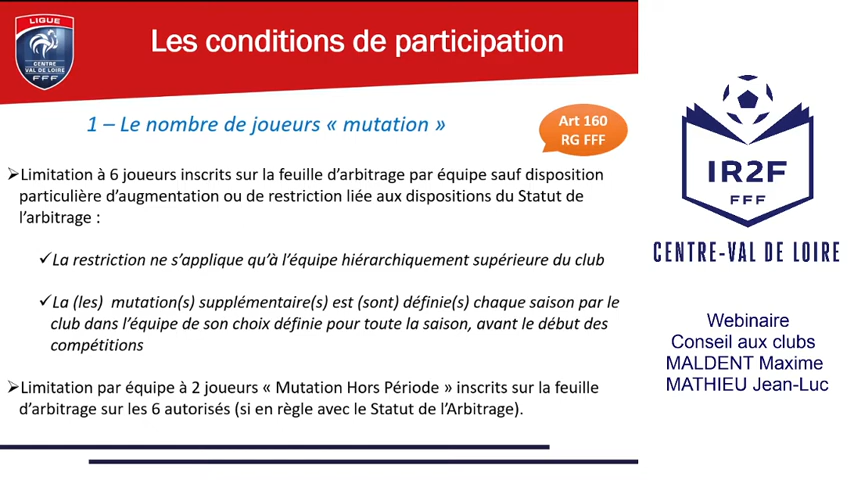 LIGUE
CENTRE
VAL DE LOIRE
FFF
Les conditions de participation
1 – Le nombre de joueurs « mutation »
Art 160
RG FFF
➢Limitation à 6 joueurs inscrits sur la feuille d’arbitrage par équipe sauf disposition
particulière d’augmentation ou de restriction liée aux dispositions du Statut de
l’arbitrage :
✓La restriction ne s’applique qu’à l’équipe hiérarchiquement supérieure du club
✓La (les) mutation(s) supplémentaire(s) est (sont) définie(s) chaque saison par le
club dans l’équipe de son choix définie pour toute la saison, avant le début des
compétitions
➢Limitation par équipe à 2 joueurs « Mutation Hors Période » inscrits sur la feuille
d’arbitrage sur les 6 autorisés (si en règle avec le Statut de l’Arbitrage).
IR2F
FFF
CENTRE-VAL DE LOIRE
Webinaire
Conseil aux clubs
MALDENT Maxime
MATHIEU Jean-Luc